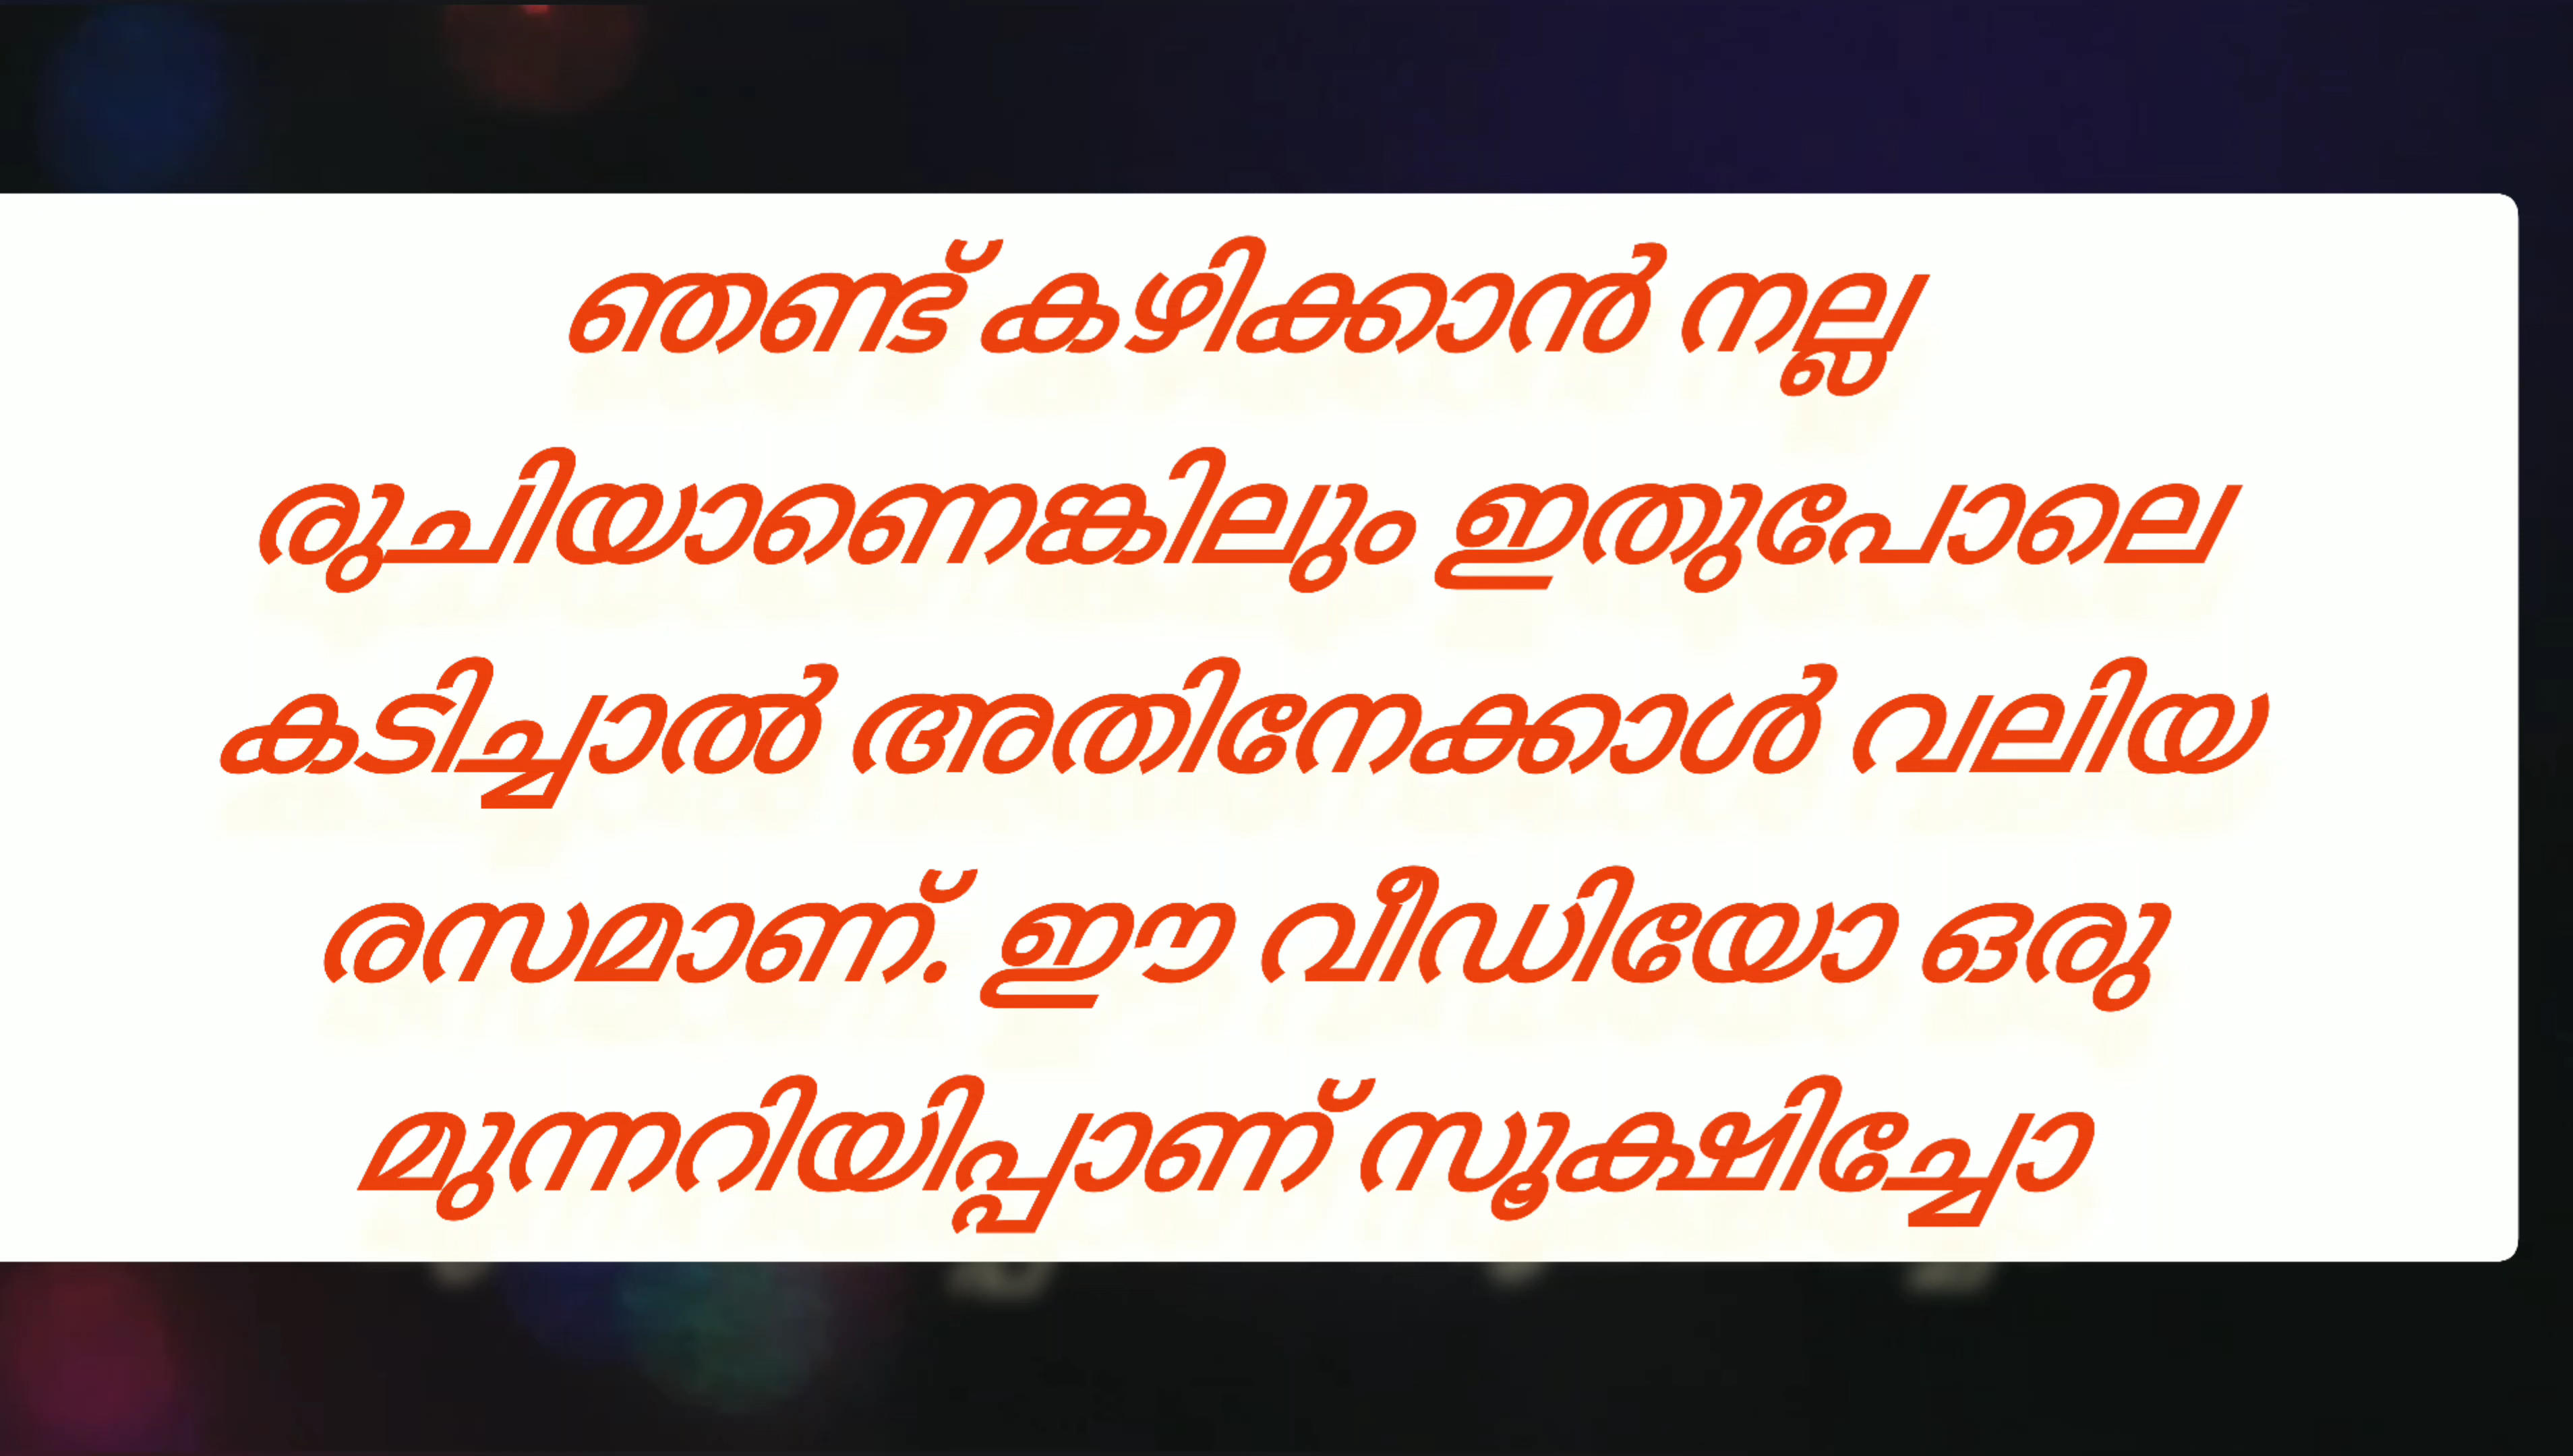 ഞണ്ട് കഴിക്കാൻ നല്ല
രുചിയാണെങ്കിലും ഇതുപോലെ
കടിച്ചാൽ അതിനേക്കാൾ വലിയ
രസമാണ്. ഈ വീഡിയോ ഒരു
മുന്നറിയിപ്പാണ് സൂക്ഷിച്ചോ